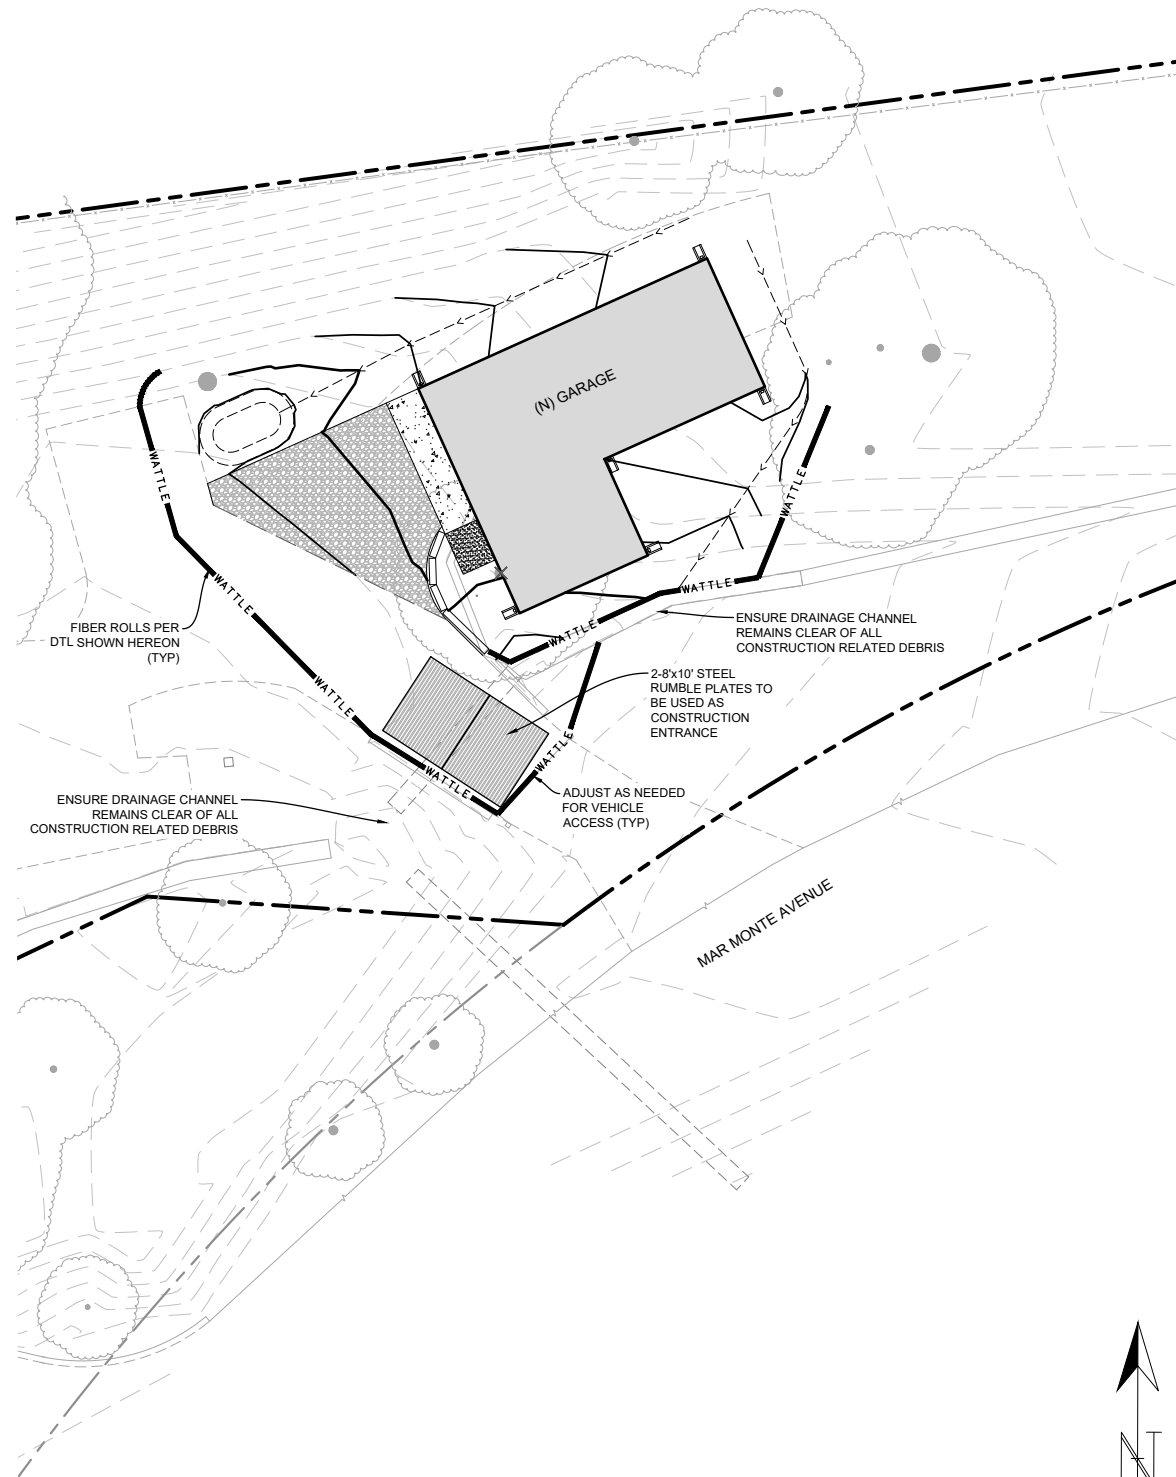 (N) GARAGE
WATTLE
WATTLE
WATTLE
FIBER ROLLS PER
DTL SHOWN HEREON
(TYP)
WATTLE
WATTLE
ENSURE DRAINAGE CHANNEL
REMAINS CLEAR OF ALL
CONSTRUCTION RELATED DEBRIS
2-8'x10' STEEL
RUMBLE PLATES TO
BE USED AS
CONSTRUCTION
ENTRANCE
WATTLE
WATTLE
WATTLE
ADJUST AS NEEDED
FOR VEHICLE
ACCESS (TYP)
ENSURE DRAINAGE CHANNEL
REMAINS CLEAR OF ALL
CONSTRUCTION RELATED DEBRIS
MAR MONTE AVENUE
N